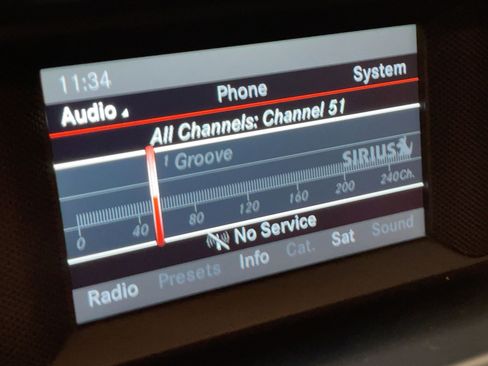 11:34
Audio Phone System
All Channels: Channel 51
1 Groove
SIRIUS
0 40 80 120 160 200 240Ch.
No Service
Radio Presets Info Cat. Sat Sound